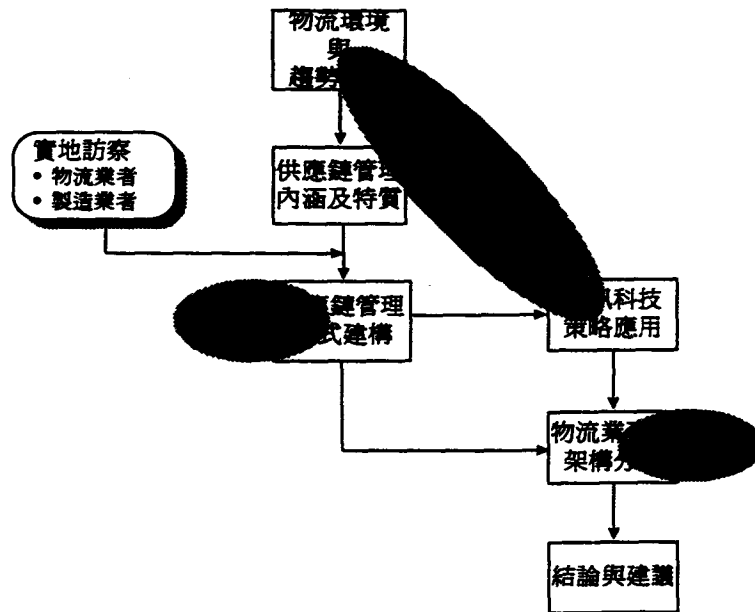 物流環境
與
趨勢
實地訪察
• 物流業者
• 製造業者
供應鏈管理
內涵及特質
鏈管理
式建構
科技
策略應用
物流業
架構
結論與建議